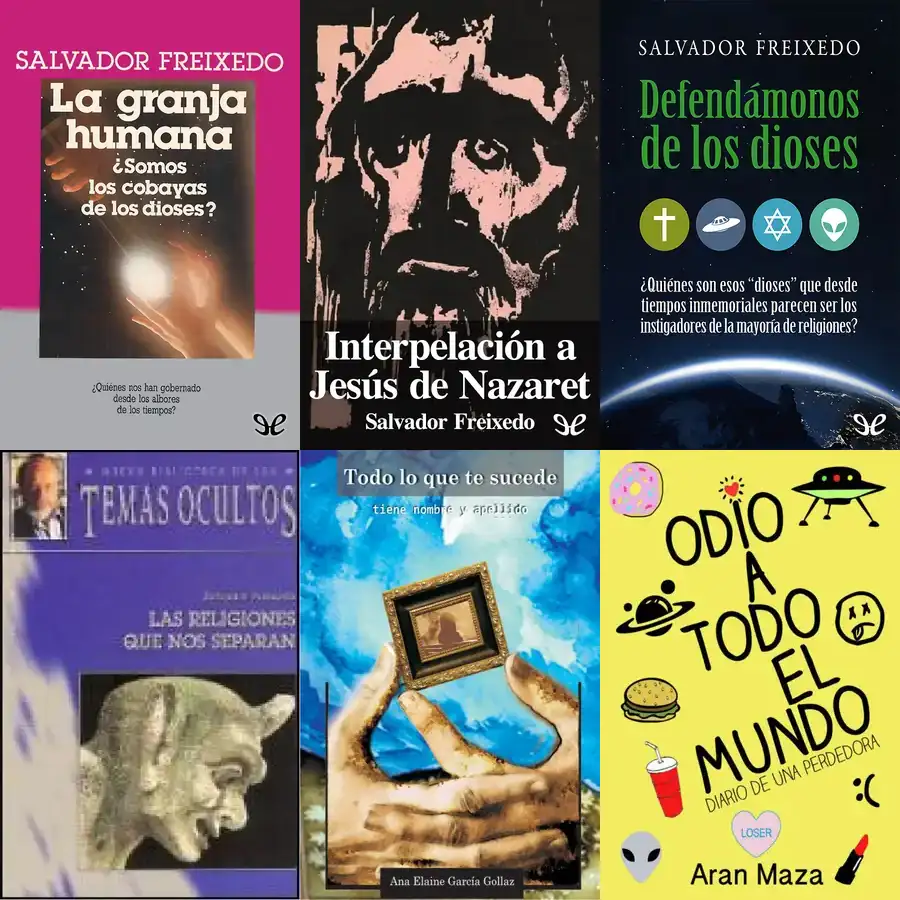 SALVADOR FREIXEDO
La granja
humana
¿Somos
los cobayas
de los dioses?
¿Quiénes nos han gobernado
desde los albores
de los tiempos?
Interpelación a
Jesús de Nazaret
Salvador Freixedo
SALVADOR FREIXEDO
Defendámonos
de los dioses
¿Quiénes son esos “dioses” que desde
tiempos inmemoriales parecen ser los
instigadores de la mayoría de religiones?
TEMAS OCULTOS
LAS RELIGIONES
QUE NOS SEPARAN
Todo lo que te sucede
tiene nombre y apellido
Ana Elaine García Gollaz
ODIO
A
TODO
EL
MUNDO
DIARIO DE UNA PERDEDORA
:(
LOSER
Aran Maza